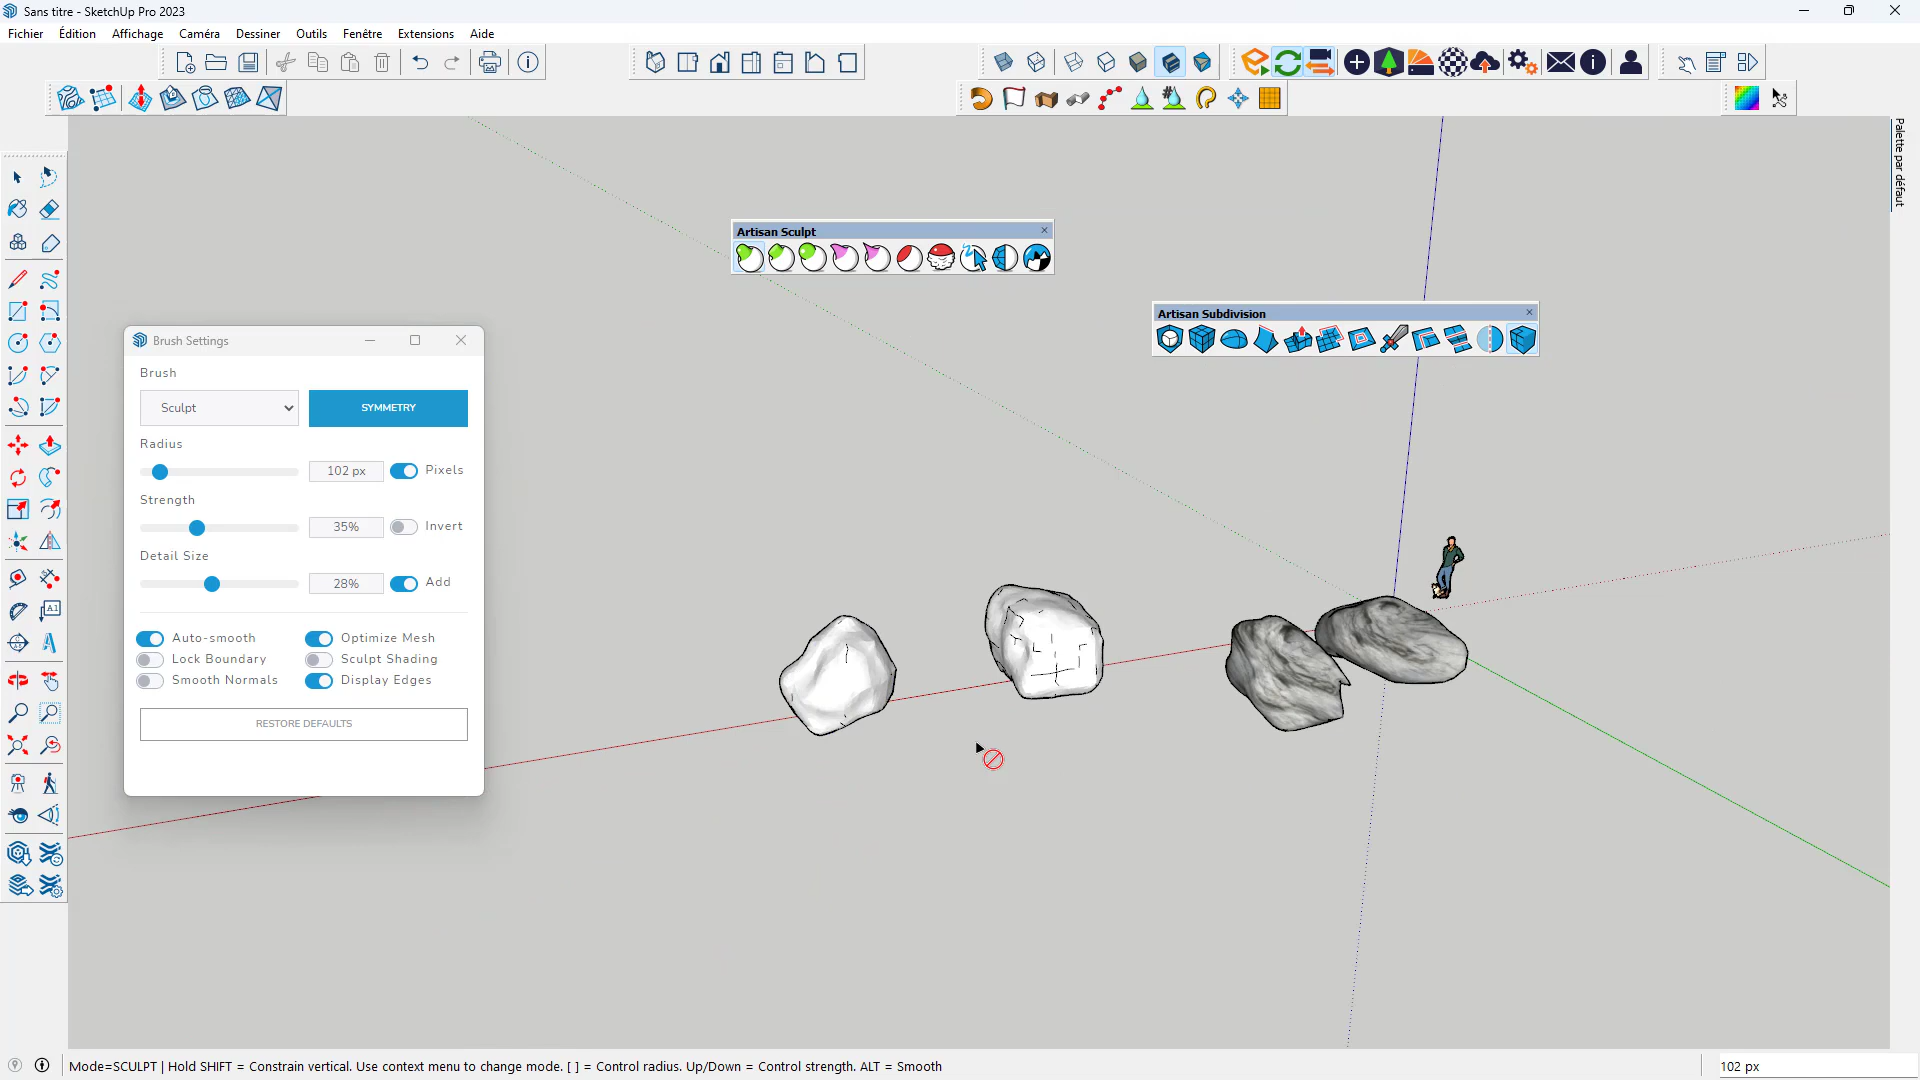 Sans titre - SketchUp Pro 2023
Fichier Édition Affichage Caméra Dessiner Outils Fenêtre Extensions Aide
Palette par défaut
Artisan Sculpt
Artisan Subdivision
Brush Settings
Brush
Sculpt SYMMETRY
Radius
102 px Pixels
Strength
35% Invert
Detail Size
28% Add
Auto-smooth Optimize Mesh
Lock Boundary Sculpt Shading
Smooth Normals Display Edges
RESTORE DEFAULTS
Mode=SCULPT | Hold SHIFT = Constrain vertical. Use context menu to change mode. [ ] = Control radius. Up/Down = Control strength. ALT = Smooth
102 px